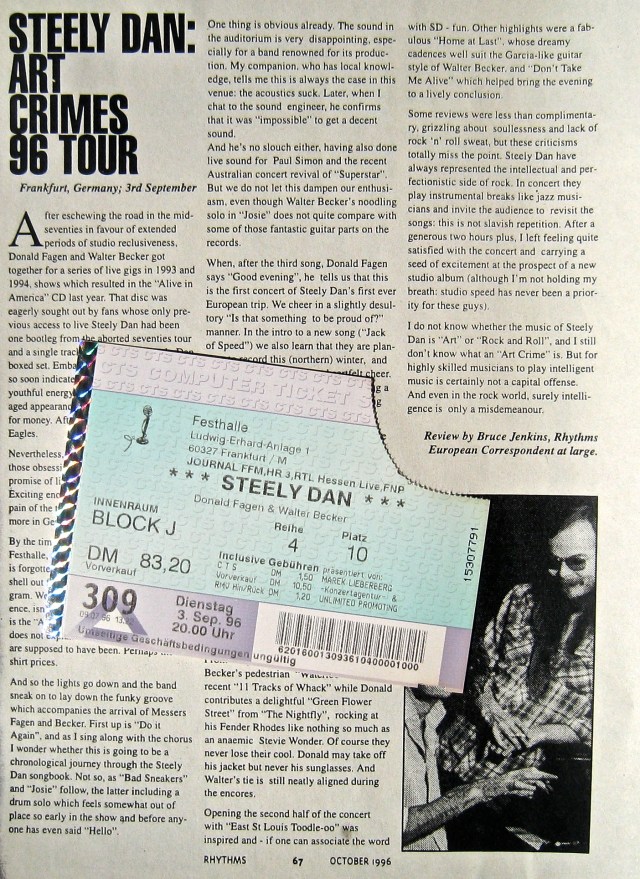 STEELY DAN:
ART
CRIMES
96 TOUR
Frankfurt, Germany; 3rd September
After eschewing the road in the mid-
seventies in favour of extended
periods of studio reclusiveness,
Donald Fagen and Walter Becker got
together for a series of live gigs in 1993 and
1994, shows which resulted in the "Alive in
America" CD last year. That disc was
eagerly sought out by fans whose only pre-
vious access to live Steely Dan had been
one bootleg from the aborted seventies tour
and a single track
boxed set.
so soon
youthful energy
aged appearan
for money. Aft
Eagles.
Nevertheless,
those obsessi
promise of li
Exciting en
pain of the
more in Ge
By the tim
Festhalle,
is forgotte
shell out
gram. We
ence, isn
is the "A
does not
are supposed to have been. Perhaps
shirt prices.
And so the lights go down and the band
sneak on to lay down the funky groove
which accompanies the arrival of Messers
Fagen and Becker. First up is "Do it
Again", and as I sing along with the chorus
I wonder whether this is going to be a
chronological journey through the Steely
Dan songbook. Not so, as "Bad Sneakers"
and "Josie" follow, the latter including a
drum solo which feels somewhat out of
place so early in the show and before any-
one has even said "Hello".
One thing is obvious already. The sound in
the auditorium is very disappointing, espe-
cially for a band renowned for its produc-
tion. My companion, who has local knowl-
edge, tells me this is always the case in this
venue: the acoustics suck. Later, when I
chat to the sound engineer, he confirms
that it was "impossible" to get a decent
sound.
And he's no slouch either, having also done
live sound for Paul Simon and the recent
Australian concert revival of "Superstar".
But we do not let this dampen our enthusi-
asm, even though Walter Becker's noodling
solo in "Josie" does not quite compare with
some of those fantastic guitar parts on the
records.
When, after the third song, Donald Fagen
says "Good evening", he tells us that this
is the first concert of Steely Dan's first ever
European trip. We cheer in a slightly desul-
tory "Is that something to be proud of?"
manner. In the intro to a new song ("Jack
of Speed") we also learn that they are plan-
record this (northern) winter, and
cheer.
CTS COMPUTER TICKET S
Festhalle
Ludwig-Erhard-Anlage 1
60327 Frankfurt / M
JOURNAL FFM,HR 3,RTL Hessen Live,FNP
*** STEELY DAN ***
Donald Fagen & Walter Becker
INNENRAUM
BLOCK J
Reihe
4
Platz
10
DM 83,20
Vorverkauf
Inclusive Gebühren
CTS DM 1,50
Vorverkauf DM 10,50
RMV Hin/Rück DM 1,20
präsentiert von:
MAREK LIEBERBERG
-Konzertagentur- &
UNLIMITED PROMOTING
15307791
309
Dienstag
3. Sep. 96
20.00 Uhr
620160013093610400001000
Umseitige Geschäftsbedingungen ungültig
Becker's pedestrian
recent "11 Tracks of Whack" while Donald
contributes a delightful "Green Flower
Street" from "The Nightfly", rocking at
his Fender Rhodes like nothing so much as
an anaemic Stevie Wonder. Of course they
never lose their cool. Donald may take off
his jacket but never his sunglasses. And
Walter's tie is still neatly aligned during
the encores.
Opening the second half of the concert
with "East St Louis Toodle-oo" was
inspired and - if one can associate the word
with SD - fun. Other highlights were a fab-
ulous "Home at Last", whose dreamy
cadences well suit the Garcia-like guitar
style of Walter Becker, and "Don't Take
Me Alive" which helped bring the evening
to a lively conclusion.
Some reviews were less than complimenta-
ry, grizzling about soullessness and lack of
rock 'n' roll sweat, but these criticisms
totally miss the point. Steely Dan have
always represented the intellectual and per-
fectionistic side of rock. In concert they
play instrumental breaks like jazz musi-
cians and invite the audience to revisit the
songs: this is not slavish repetition. After a
generous two hours plus, I left feeling quite
satisfied with the concert and carrying a
seed of excitement at the prospect of a new
studio album (although I'm not holding my
breath: studio speed has never been a prior-
ity for these guys).
I do not know whether the music of Steely
Dan is "Art" or "Rock and Roll", and I still
don't know what an "Art Crime" is. But for
highly skilled musicians to play intelligent
music is certainly not a capital offense.
And even in the rock world, surely intelli-
gence is only a misdemeanour.
Review by Bruce Jenkins, Rhythms
European Correspondent at large.
RHYTHMS 67 OCTOBER 1996